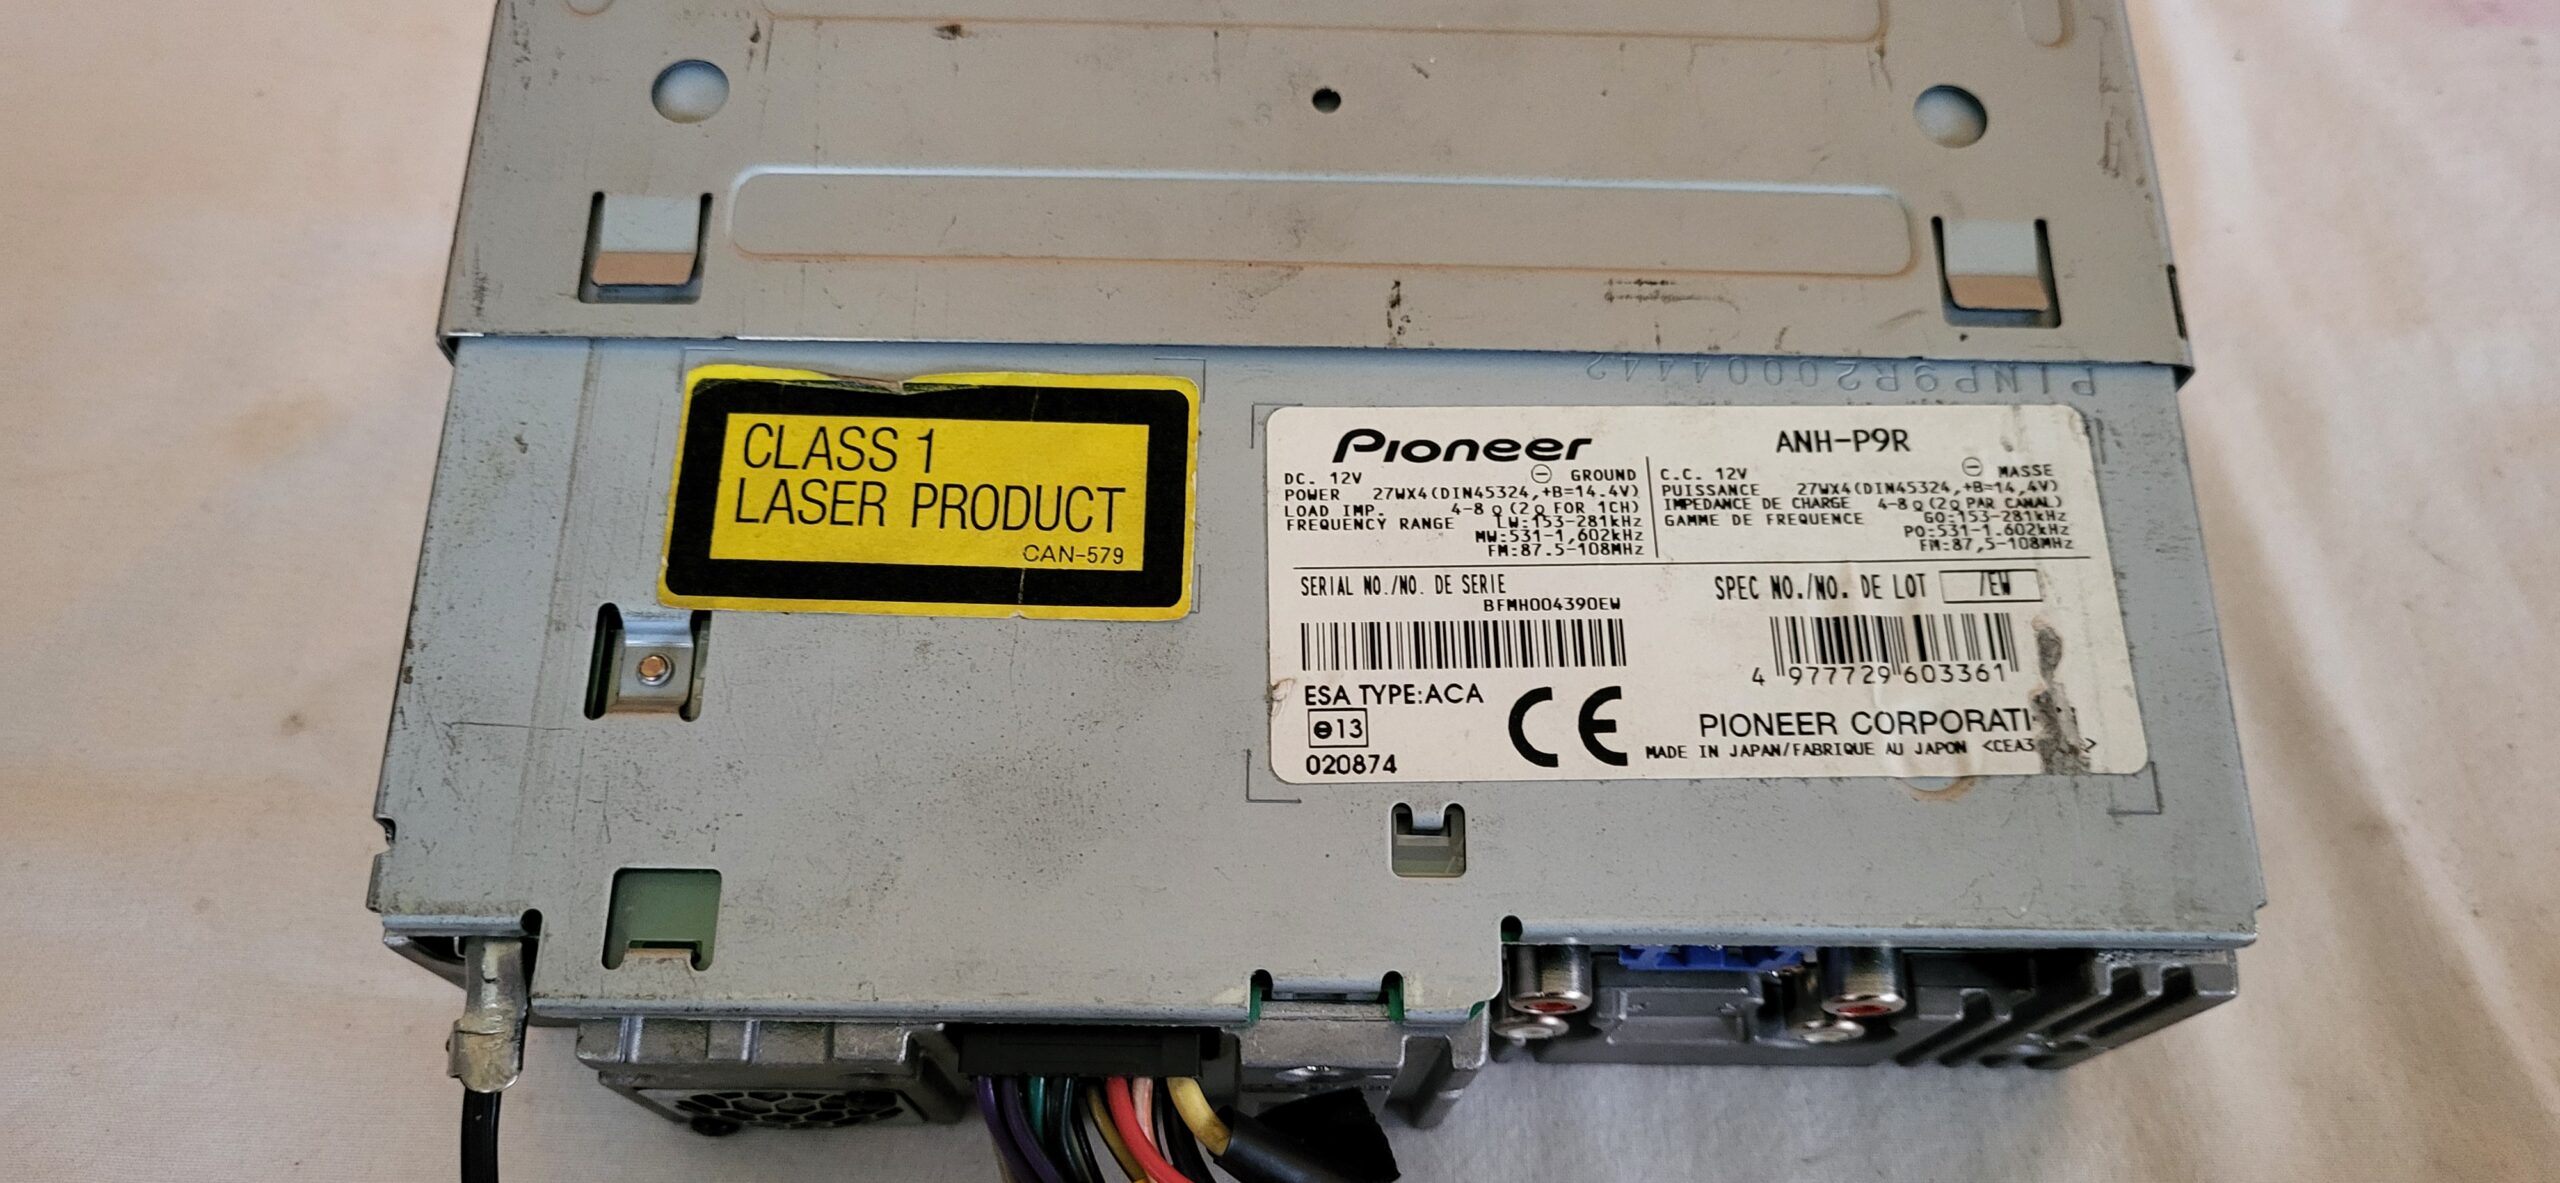 PINP9R20004442
CLASS 1
LASER PRODUCT
CAN-579
Pioneer
ANH-P9R
DC. 12V ⊖ GROUND
POWER 27WX4(DIN45324,+B=14.4V)
LOAD IMP. 4-8 Ω (2Ω FOR 1CH)
FREQUENCY RANGE LW:153-281kHz
MW:531-1,602kHz
FM:87.5-108MHz
C.C. 12V ⊖ MASSE
PUISSANCE 27WX4(DIN45324,+B=14,4V)
IMPEDANCE DE CHARGE 4-8 Ω (2Ω PAR CANAL)
GAMME DE FREQUENCE GO:153-281kHz
PO:531-1.602kHz
FM:87,5-108MHz
SERIAL NO./NO. DE SERIE
BFMH004390EW
SPEC NO./NO. DE LOT /EW
4 977729 603361
ESA TYPE:ACA
e13
020874
CE
PIONEER CORPORATI
MADE IN JAPAN/FABRIQUE AU JAPON <CEA3